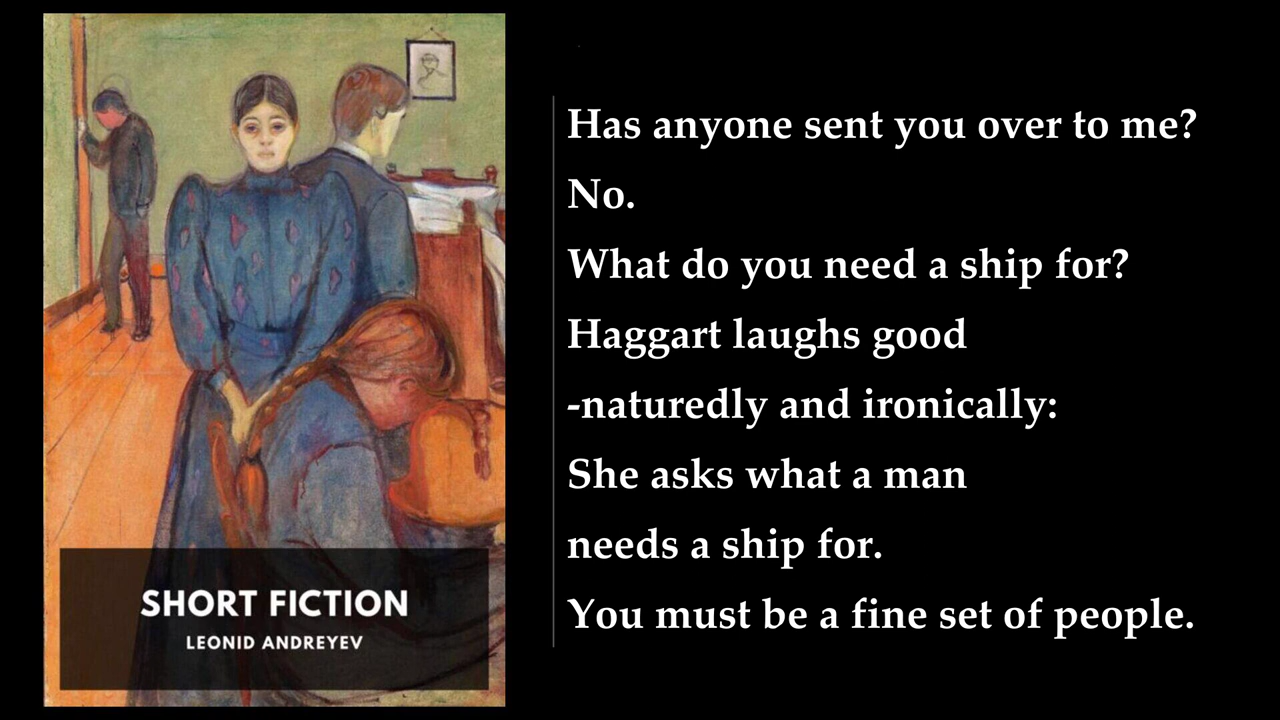 SHORT FICTION
LEONID ANDREYEV
Has anyone sent you over to me?
No.
What do you need a ship for?
Haggart laughs good
-naturedly and ironically:
She asks what a man
needs a ship for.
You must be a fine set of people.